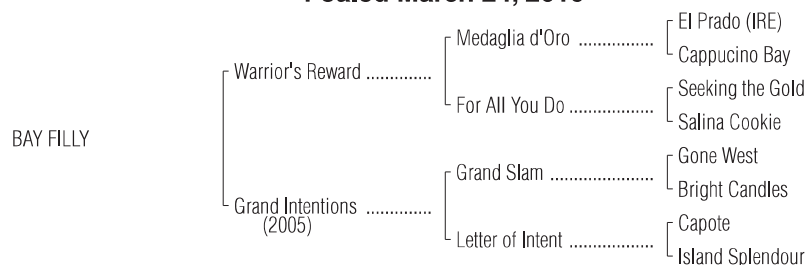 Foaled March 24,
El Prado (IRE)
Medaglia d'Oro ..................
Cappucino Bay
Warrior's Reward ................
Seeking the Gold
For All You Do ....................
Salina Cookie
BAY FILLY
Gone West
Grand Slam ........................
Bright Candles
Grand Intentions ................
(2005)
Capote
Letter of Intent ....................
Island Splendour